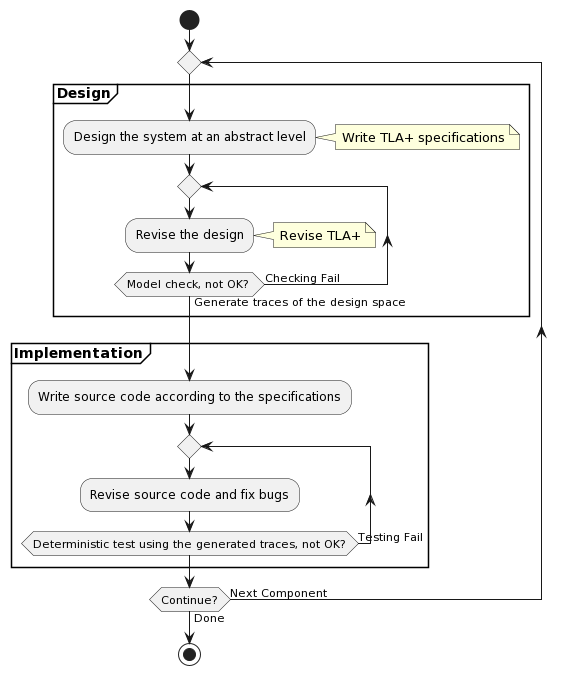 Design
Design the system at an abstract level
Write TLA+ specifications
Revise the design
Revise TLA+
Model check, not OK?
Checking Fail
Generate traces of the design space
Implementation
Write source code according to the specifications
Revise source code and fix bugs
Deterministic test using the generated traces, not OK?
Testing Fail
Continue?
Next Component
Done